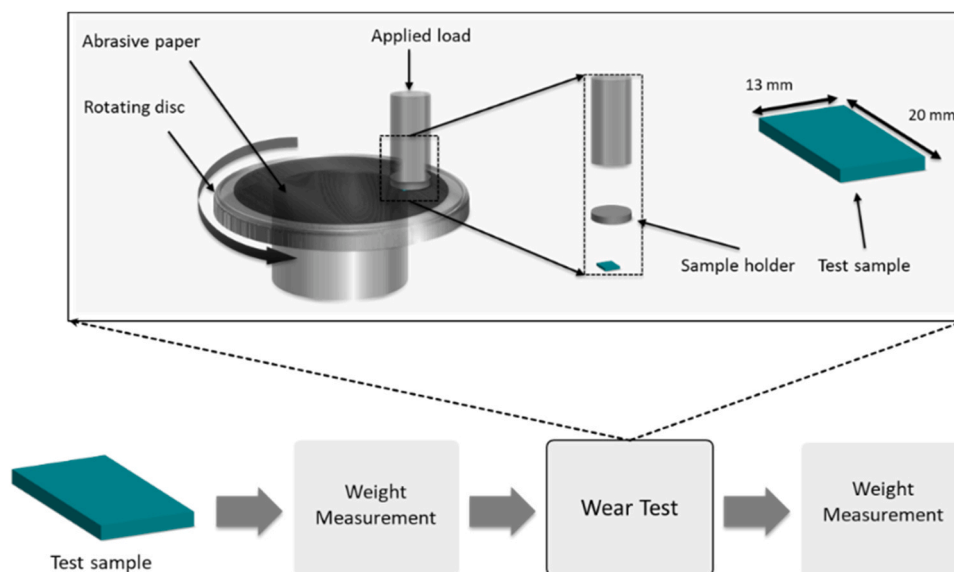 Abrasive paper
Applied load
Rotating disc
13 mm
20 mm
Sample holder
Test sample
Weight
Measurement
Wear Test
Weight
Measurement
Test sample